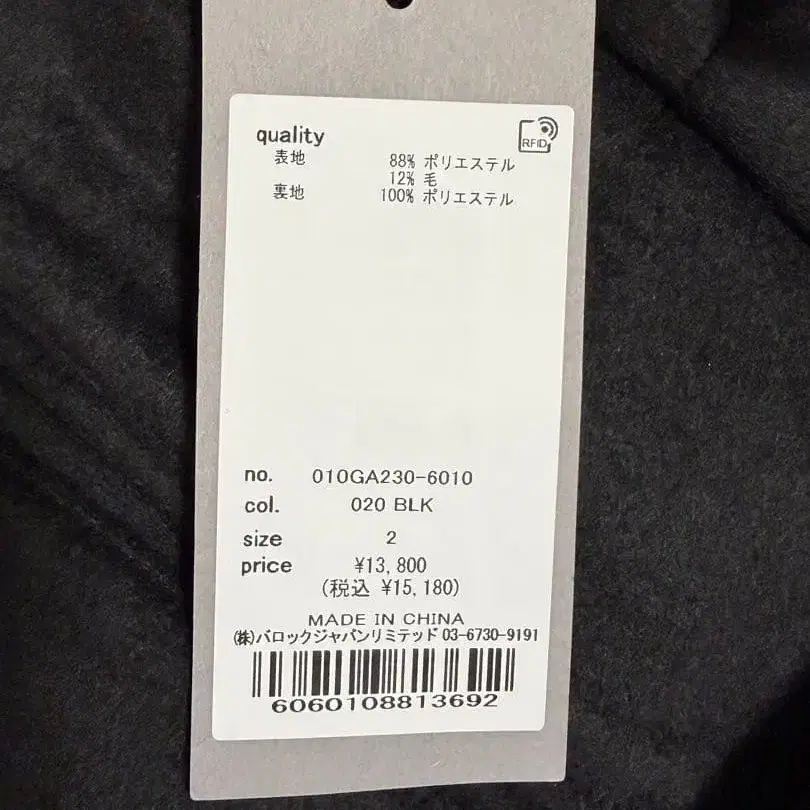 quality
RFID
表地 88% ポリエステル
12% 毛
裏地 100% ポリエステル
no. 010GA230-6010
col. 020 BLK
size 2
price ¥13,800
(税込 ¥15,180)
MADE IN CHINA
(株)バロックジャパンリミテッド 03-6730-9191
6060108813692